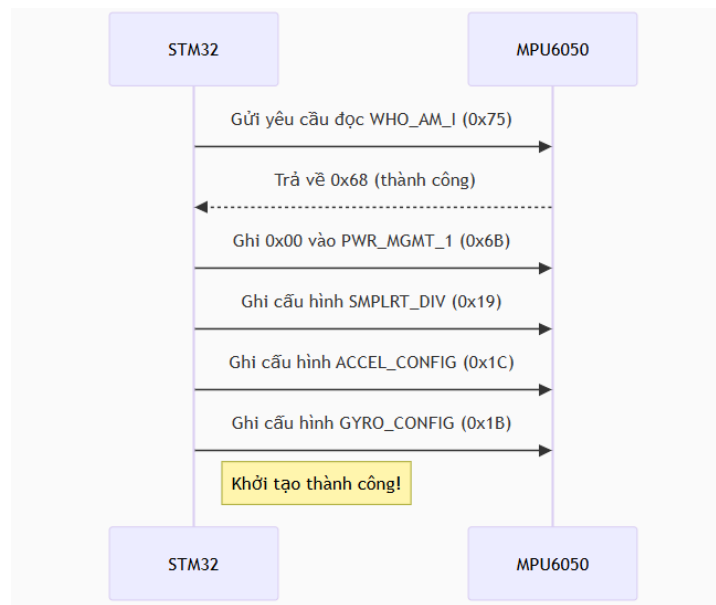 STM32
MPU6050
Gửi yêu cầu đọc WHO_AM_I (0x75)
Trả về 0x68 (thành công)
Ghi 0x00 vào PWR_MGMT_1 (0x6B)
Ghi cấu hình SMPLRT_DIV (0x19)
Ghi cấu hình ACCEL_CONFIG (0x1C)
Ghi cấu hình GYRO_CONFIG (0x1B)
Khởi tạo thành công!
STM32
MPU6050